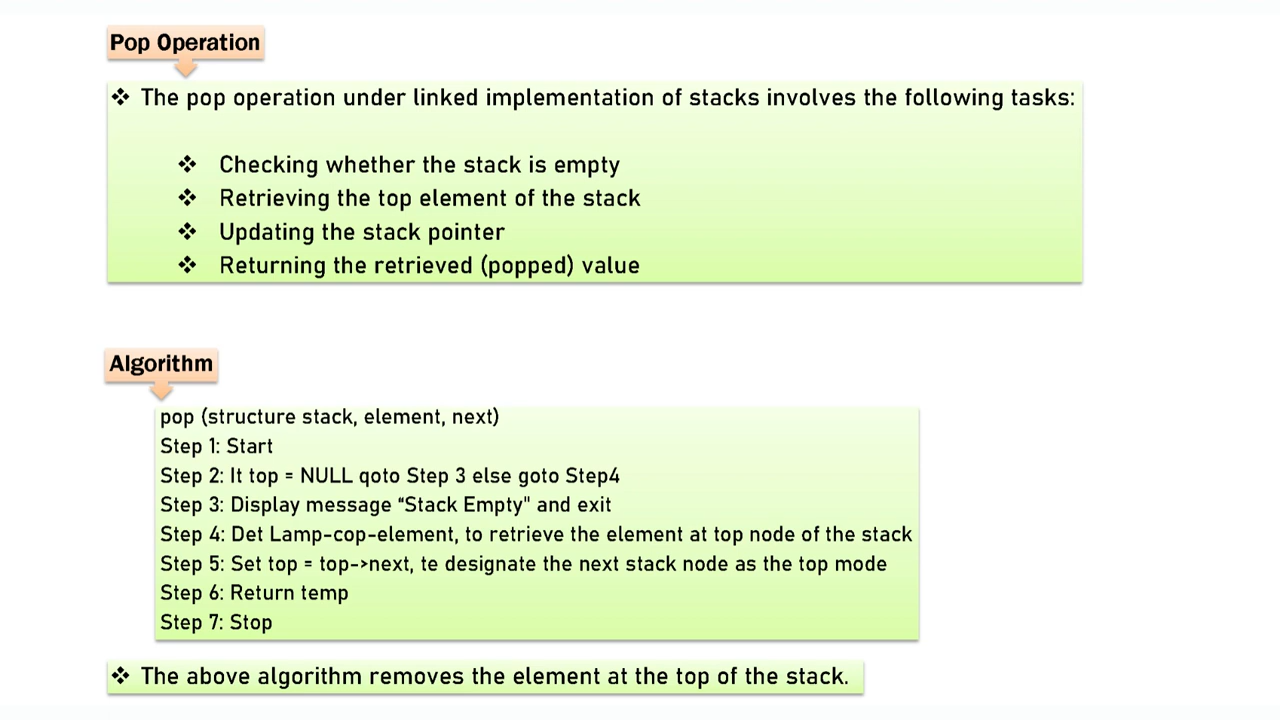 Pop Operation
❖ The pop operation under linked implementation of stacks involves the following tasks:
❖ Checking whether the stack is empty
❖ Retrieving the top element of the stack
❖ Updating the stack pointer
❖ Returning the retrieved (popped) value
Algorithm
pop (structure stack, element, next)
Step 1: Start
Step 2: It top = NULL qoto Step 3 else goto Step4
Step 3: Display message “Stack Empty" and exit
Step 4: Det Lamp-cop-element, to retrieve the element at top node of the stack
Step 5: Set top = top->next, te designate the next stack node as the top mode
Step 6: Return temp
Step 7: Stop
❖ The above algorithm removes the element at the top of the stack.